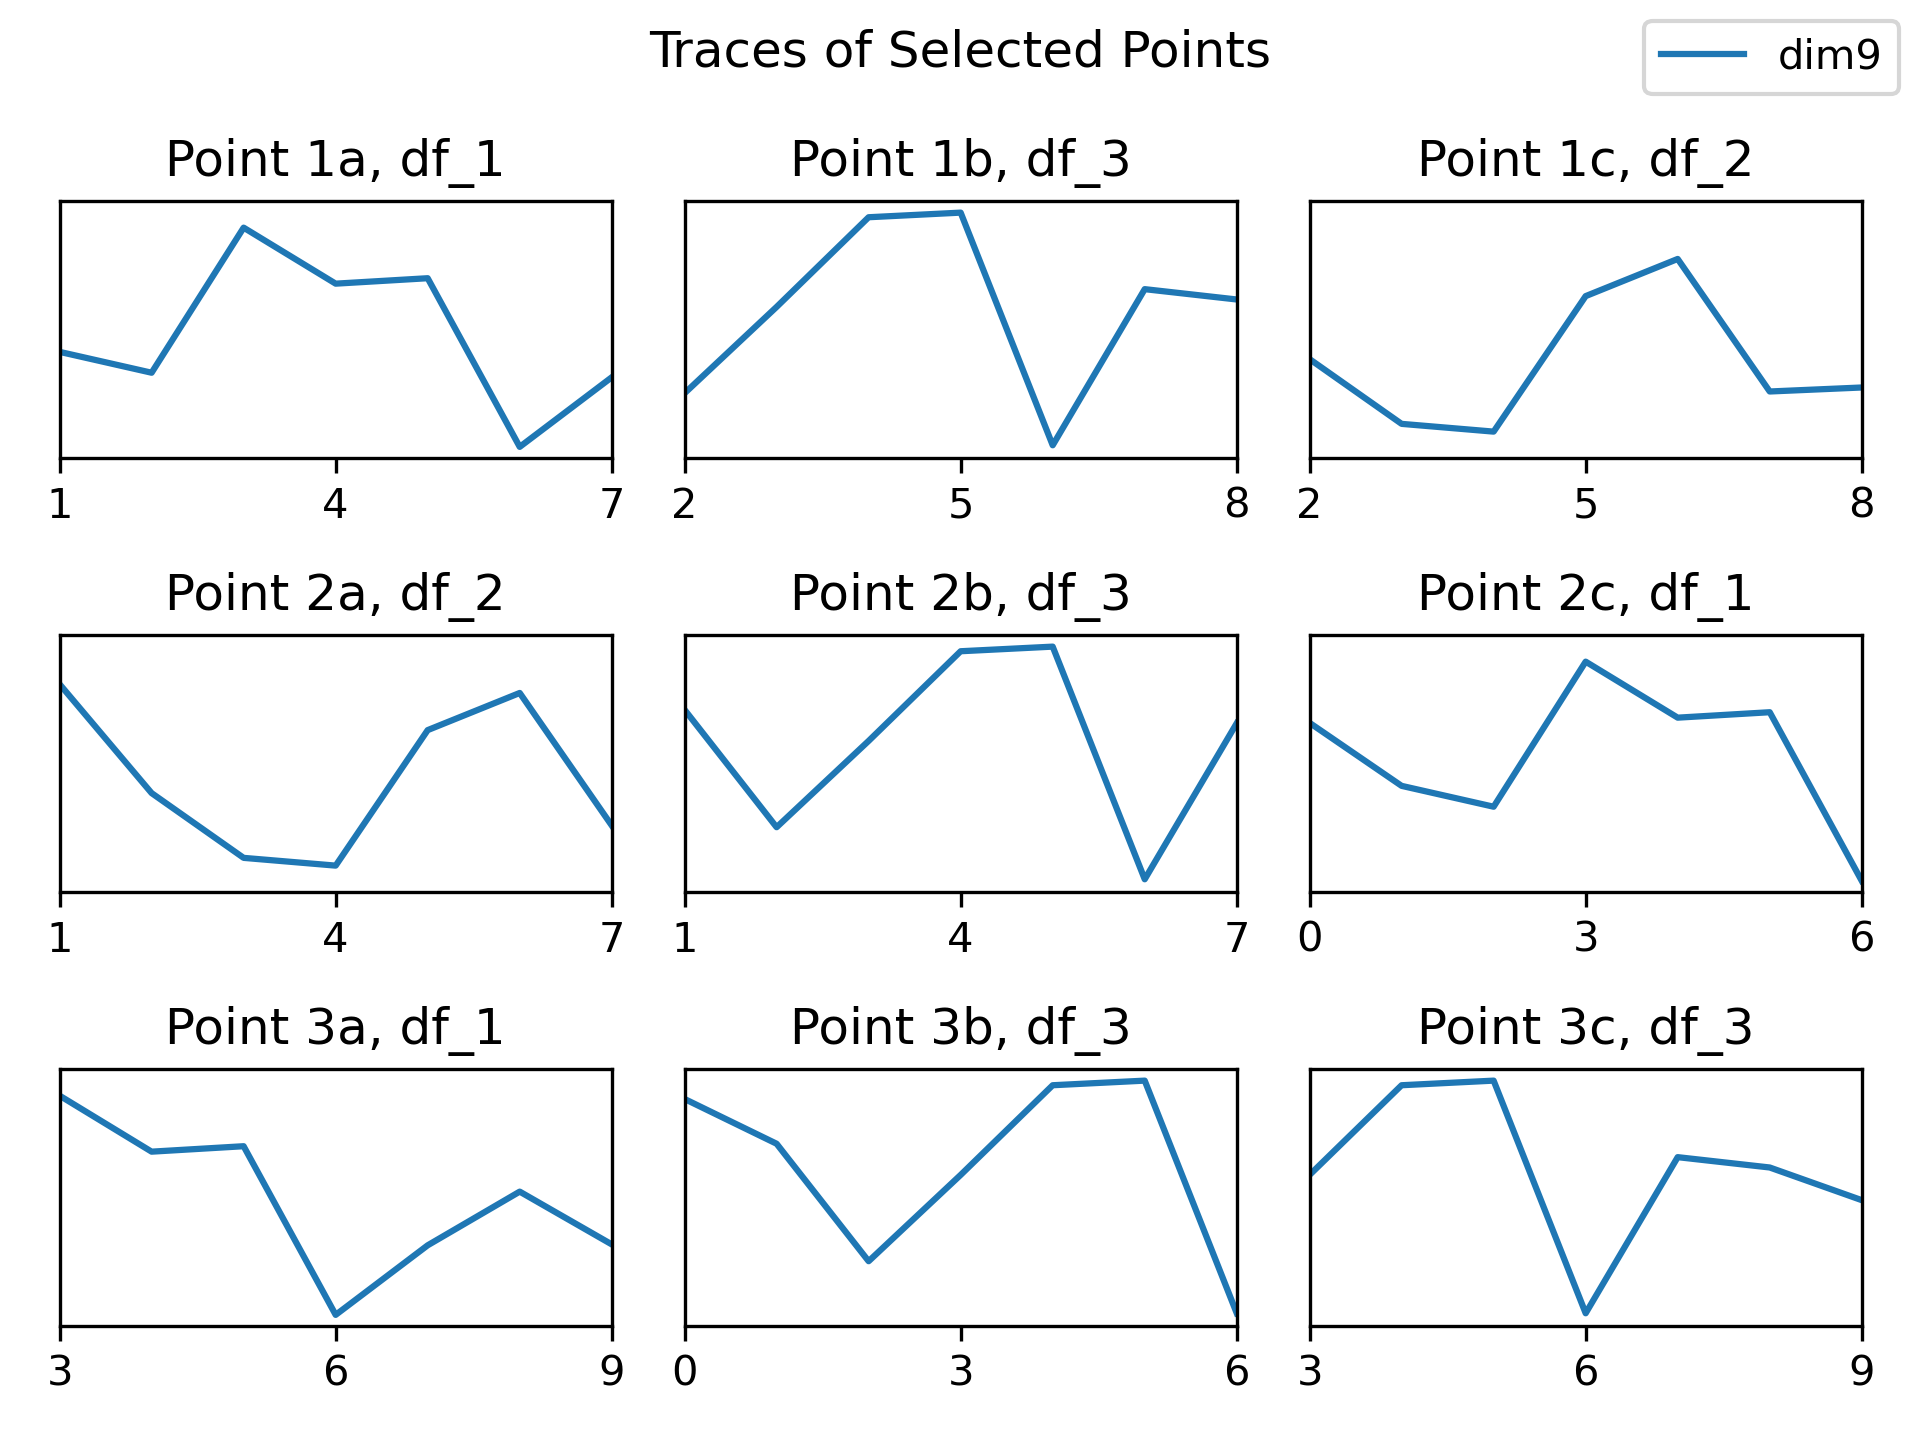 Traces of Selected Points
dim9
Point 1a, df_1
Point 1b, df_3
Point 1c, df_2
1 4 7
2 5 8
2 5 8
Point 2a, df_2
Point 2b, df_3
Point 2c, df_1
1 4 7
1 4 7
0 3 6
Point 3a, df_1
Point 3b, df_3
Point 3c, df_3
3 6 9
0 3 6
3 6 9